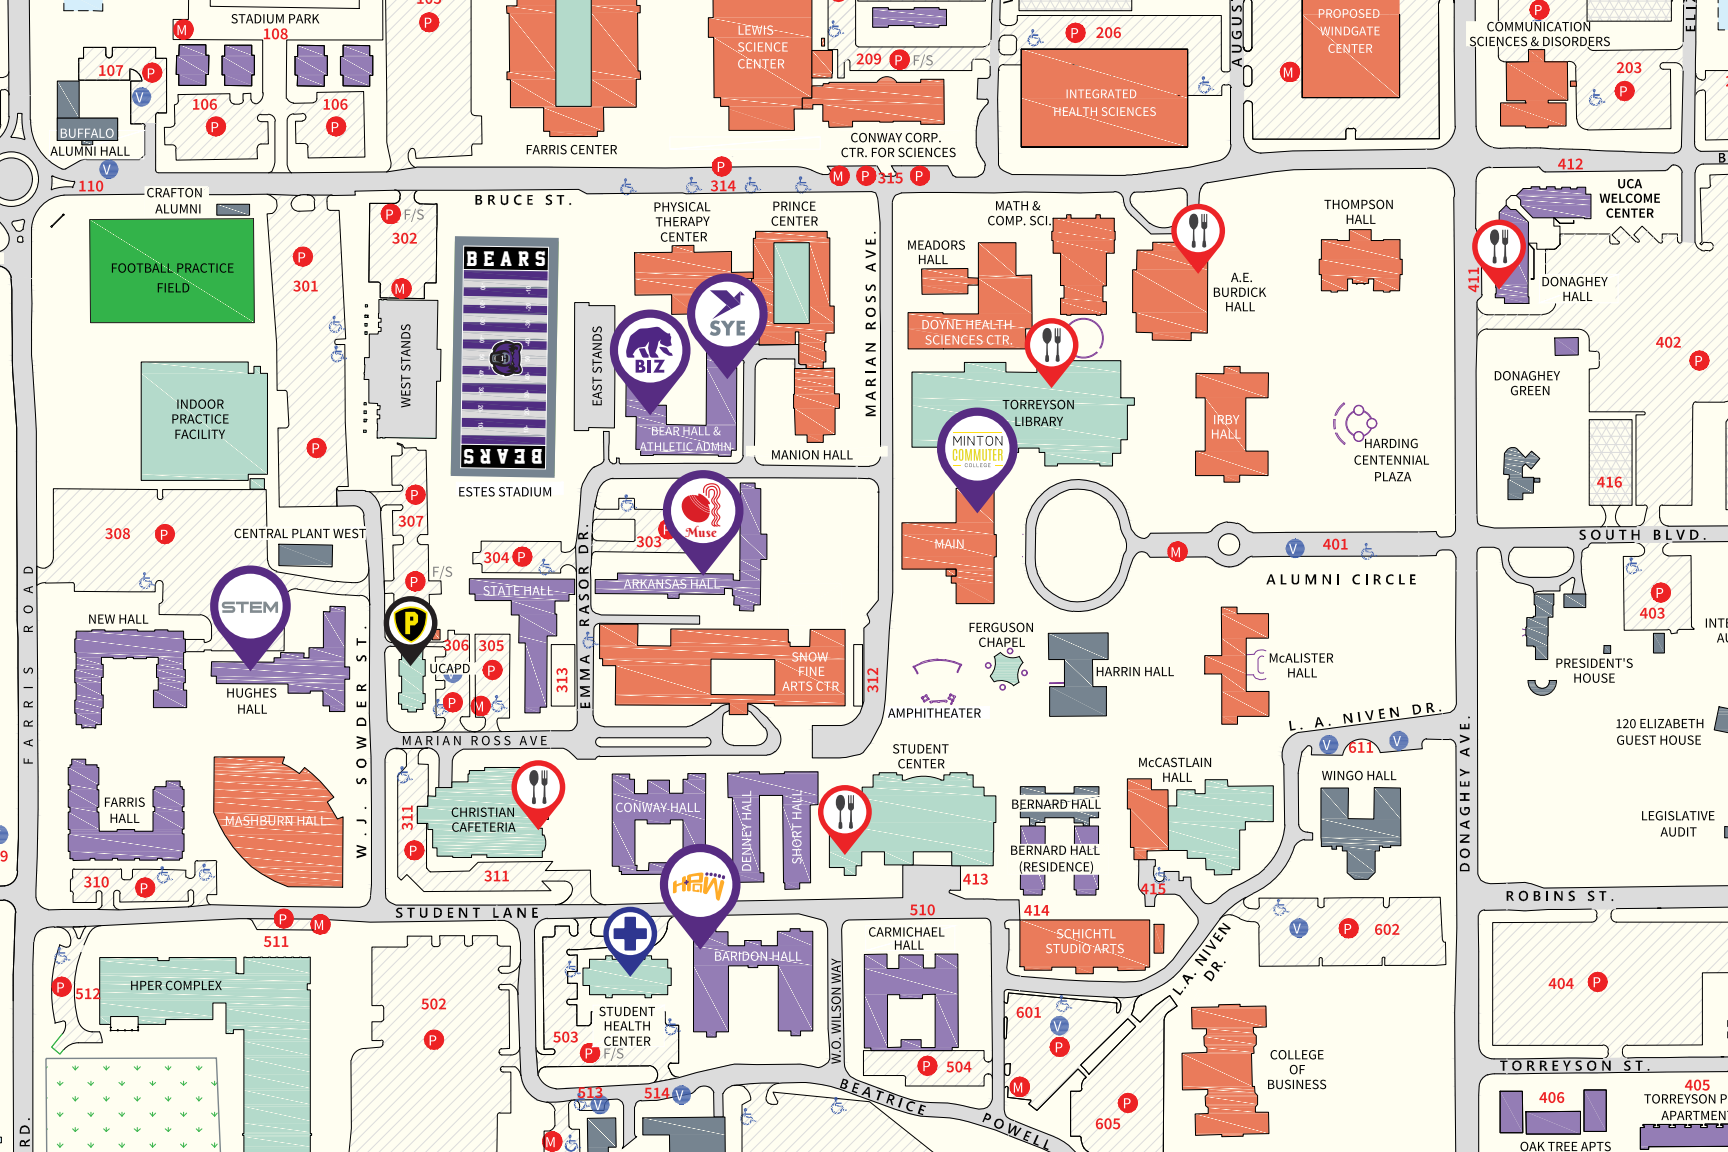 STADIUM PARK
108
M
107
P
V
106
P
106
P
BUFFALO
ALUMNI HALL
V
110
P
FARRIS CENTER
LEWIS
SCIENCE
CENTER
209
P
F/S
CONWAY CORP.
CTR. FOR SCIENCES
P
206
INTEGRATED
HEALTH SCIENCES
AUGUS
M
PROPOSED
WINDGATE
CENTER
P
COMMUNICATION
SCIENCES & DISORDERS
203
P
412
CRAFTON
ALUMNI
BRUCE ST.
P
314
M
P
315
P
FOOTBALL PRACTICE
FIELD
P
301
P
F/S
302
M
WEST STANDS
BEARS
BEARS
EAST STANDS
ESTES STADIUM
PHYSICAL
THERAPY
CENTER
PRINCE
CENTER
SYE
BIZ
BEAR HALL &
ATHLETIC ADMIN
MANION HALL
MARIAN ROSS AVE.
MATH &
COMP. SCI.
MEADORS
HALL
DOYNE HEALTH
SCIENCES CTR.
A.E.
BURDICK
HALL
THOMPSON
HALL
UCA
WELCOME
CENTER
411
DONAGHEY
HALL
402
P
DONAGHEY
GREEN
416
TORREYSON
LIBRARY
IRBY
HALL
HARDING
CENTENNIAL
PLAZA
MINTON
COMMUTER
COLLEGE
MAIN
INDOOR
PRACTICE
FACILITY
P
308
P
CENTRAL PLANT WEST
P
307
P
F/S
304
P
303
P
Muse
ARKANSAS HALL
STATE HALL
EMMA FRASOR DR.
M
V
401
ALUMNI CIRCLE
SOUTH BLVD.
FARRIS ROAD
NEW HALL
STEM
HUGHES
HALL
W.J. SOWDER ST.
P
306
305
UCAPD
V
P
P
M
313
SNOW
FINE
ARTS CTR
312
FERGUSON
CHAPEL
AMPHITHEATER
HARRIN HALL
McALISTER
HALL
P
403
PRESIDENT'S
HOUSE
120 ELIZABETH
GUEST HOUSE
MARIAN ROSS AVE
L. A. NIVEN DR.
V
611
V
DONAGHEY AVE.
FARRIS
HALL
MASHBURN HALL
311
P
CHRISTIAN
CAFETERIA
311
CONWAY HALL
DENNEY HALL
SHORT HALL
STUDENT
CENTER
BERNARD HALL
BERNARD HALL
(RESIDENCE)
McCASTLAIN
HALL
WINGO HALL
LEGISLATIVE
AUDIT
310
P
413
415
STUDENT LANE
510
414
ROBINS ST.
P
M
511
HPaW
BARIDON HALL
CARMICHAEL
HALL
SCHICHTL
STUDIO ARTS
L.A. NIVEN
DR.
V
P
602
P
512
HPER COMPLEX
502
P
STUDENT
HEALTH
CENTER
503
P
F/S
W.O. WILSON WAY
P
504
601
V
P
M
404
P
COLLEGE
OF
BUSINESS
TORREYSON ST.
405
406
TORREYSON P
APARTMEN
OAK TREE APTS
513
V
514
V
M
BEATRICE
POWELL
P
605
RD.